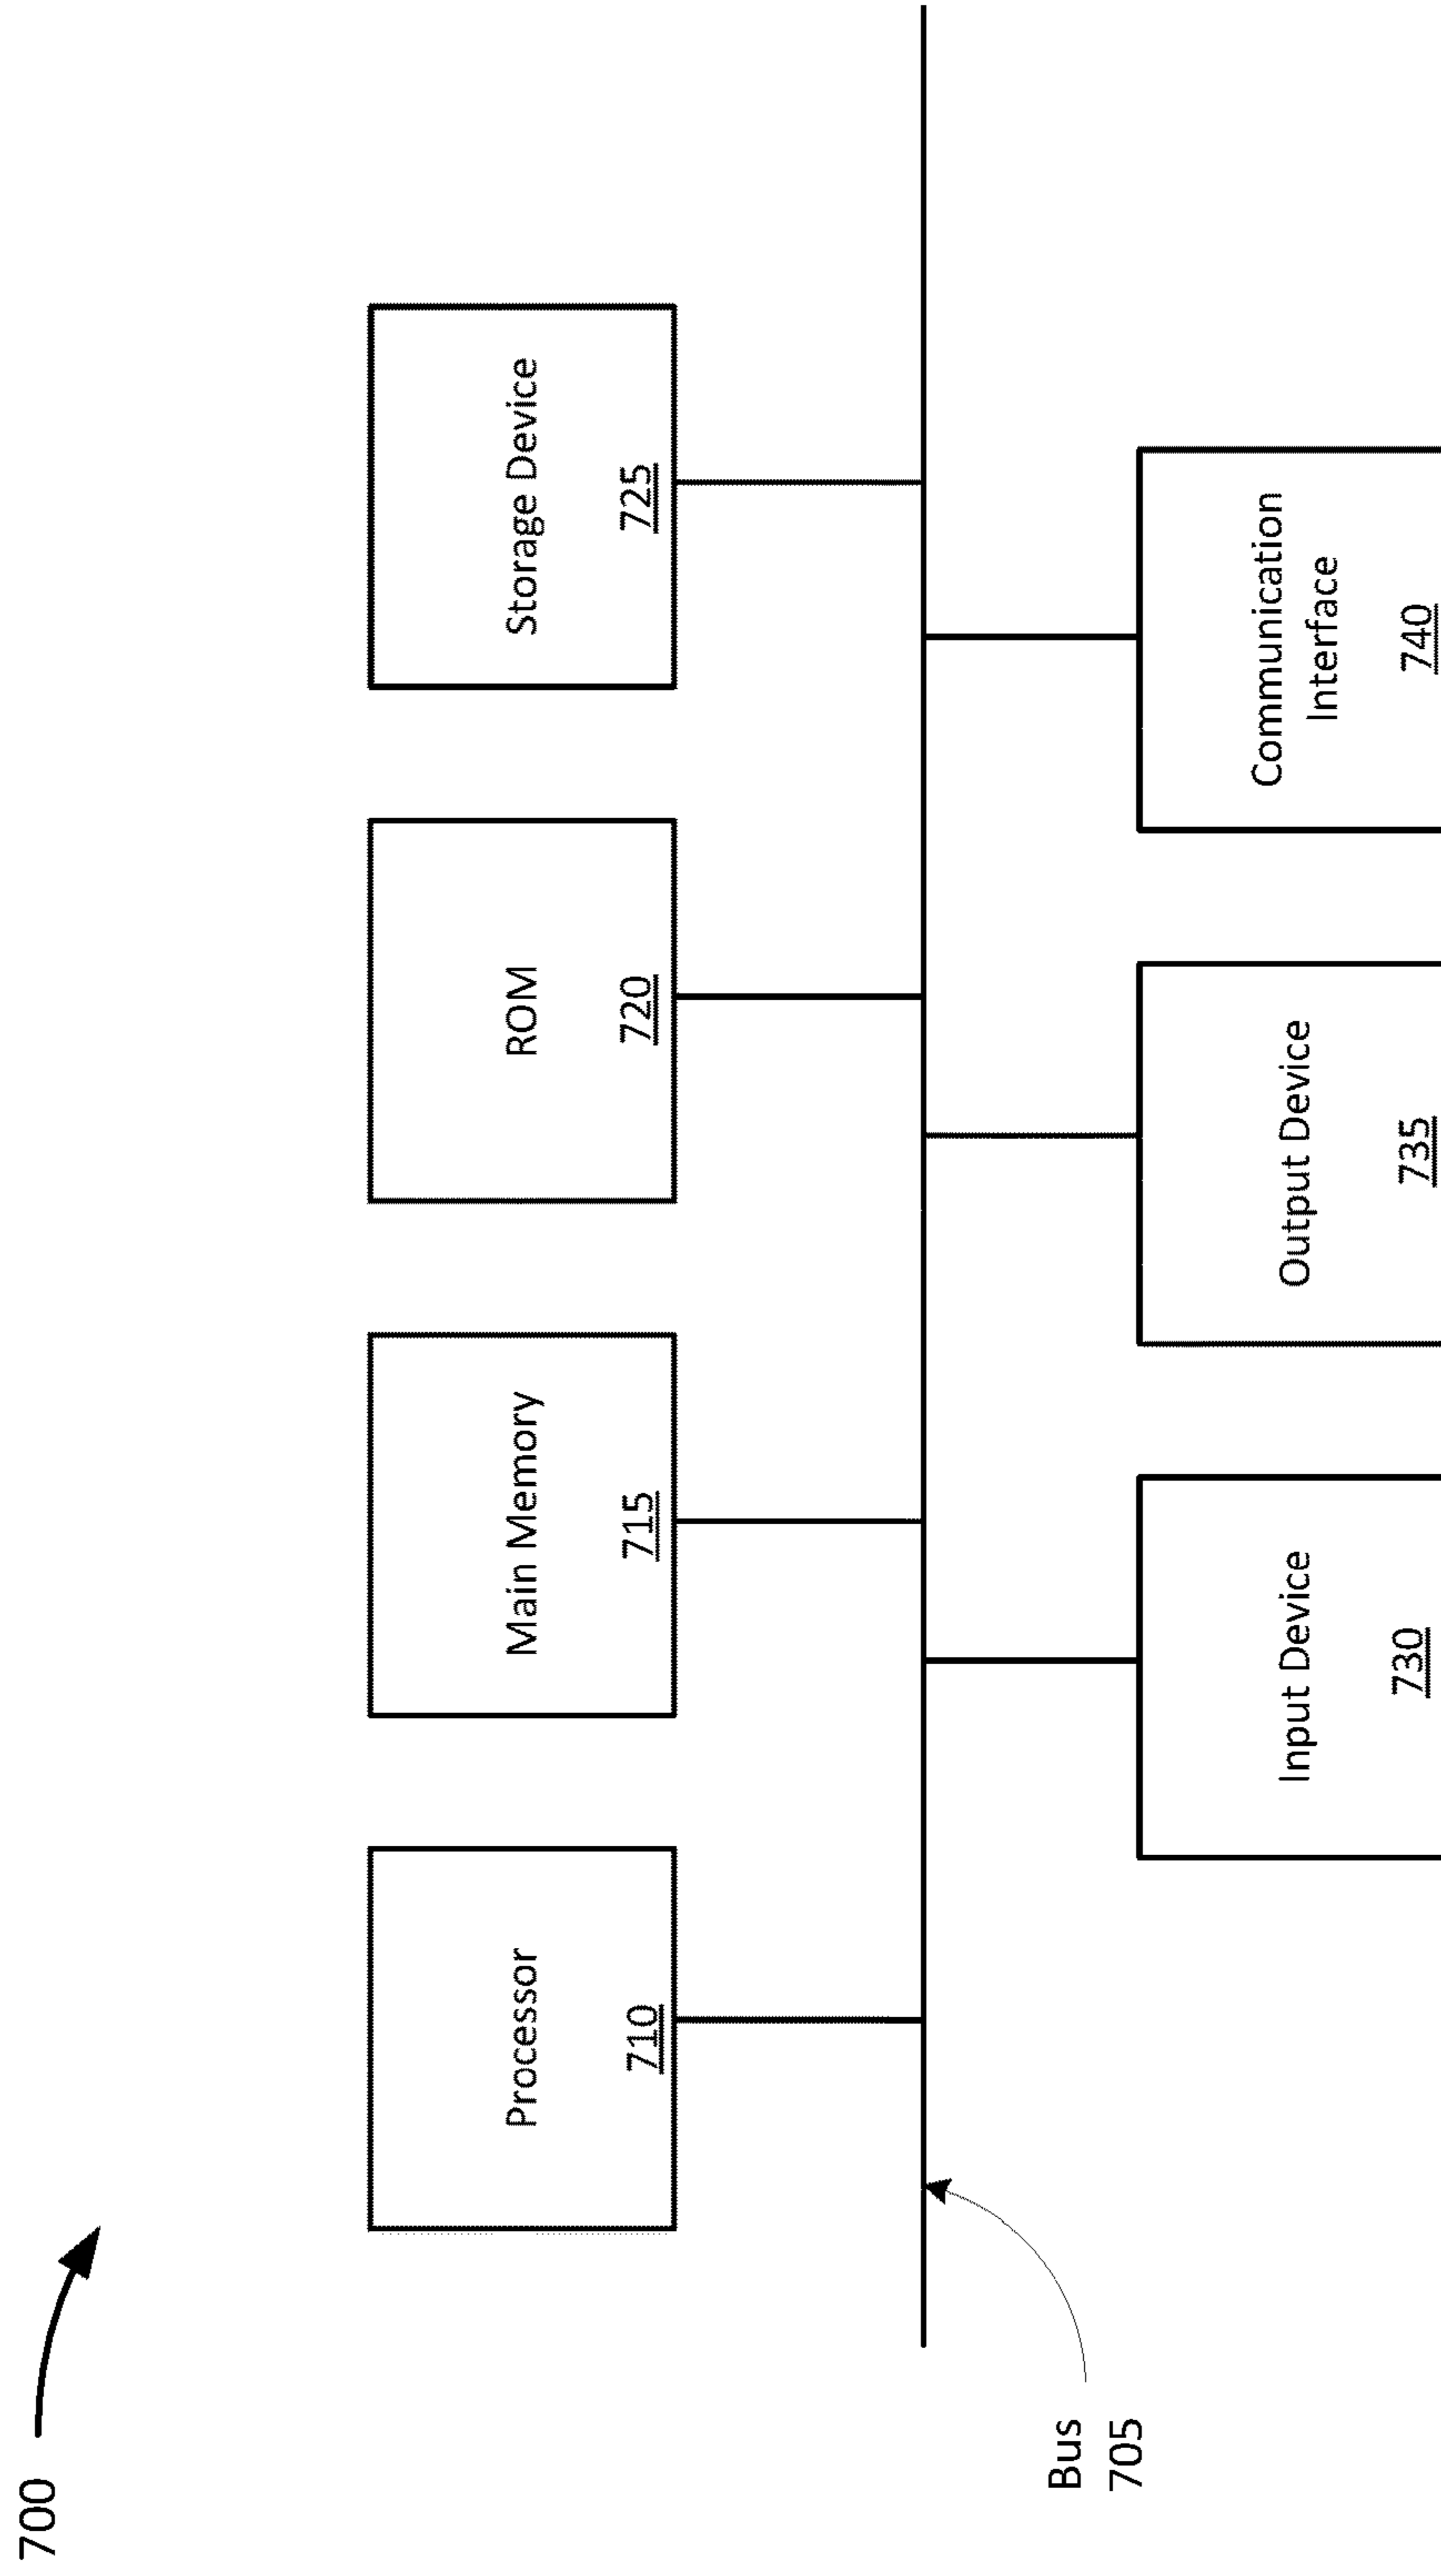 700
Processor
710
Main Memory
715
ROM
720
Storage Device
725
Bus
705
Input Device
730
Output Device
735
Communication
Interface
740